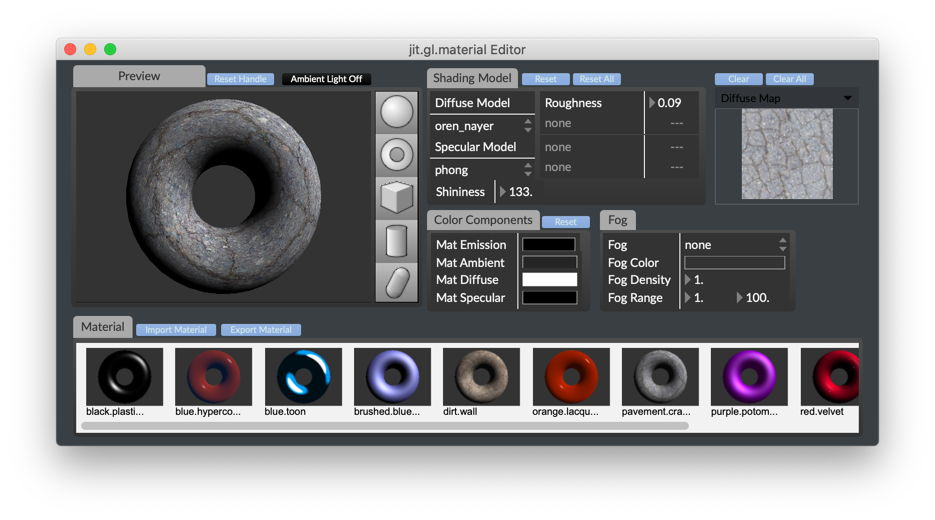 jit.gl.material Editor
Preview
Reset Handle
Ambient Light Off
Shading Model
Reset
Reset All
Clear
Clear All
Diffuse Model
oren_nayer
Specular Model
phong
Shininess
133.
Roughness
0.09
none
---
none
---
none
---
Diffuse Map
Color Components
Reset
Mat Emission
Mat Ambient
Mat Diffuse
Mat Specular
Fog
Fog
none
Fog Color
Fog Density
1.
Fog Range
1.
100.
Material
Import Material
Export Material
black.plasti...
blue.hyperco...
blue.toon
brushed.blue...
dirt.wall
orange.lacqu...
pavement.cra...
purple.potom...
red.velvet